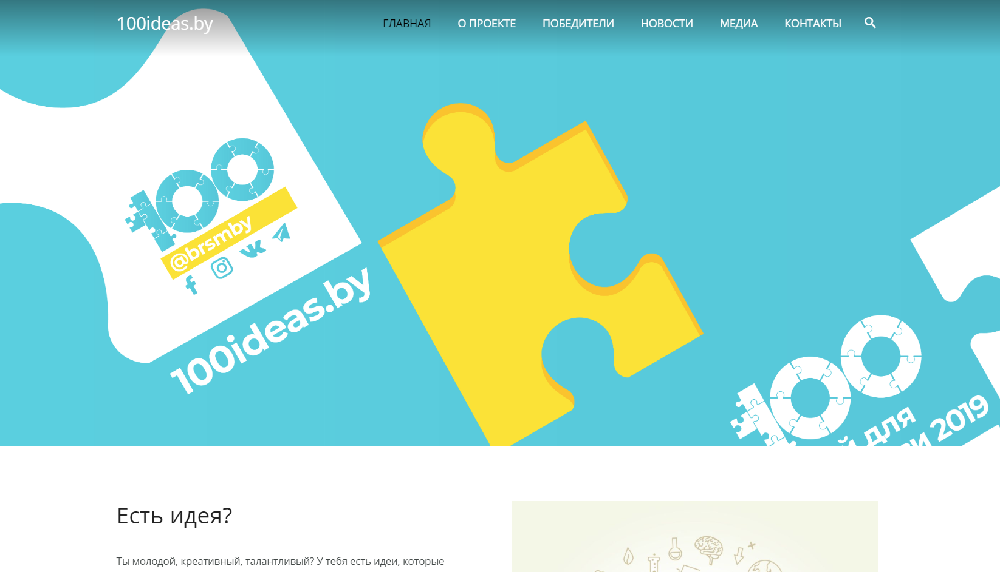 100ideas.by
ГЛАВНАЯ
О ПРОЕКТЕ
ПОБЕДИТЕЛИ
НОВОСТИ
МЕДИА
КОНТАКТЫ
100
@brsmby
100ideas.by
100
для
2019
Есть идея?
Ты молодой, креативный, талантливый? У тебя есть идеи, которые